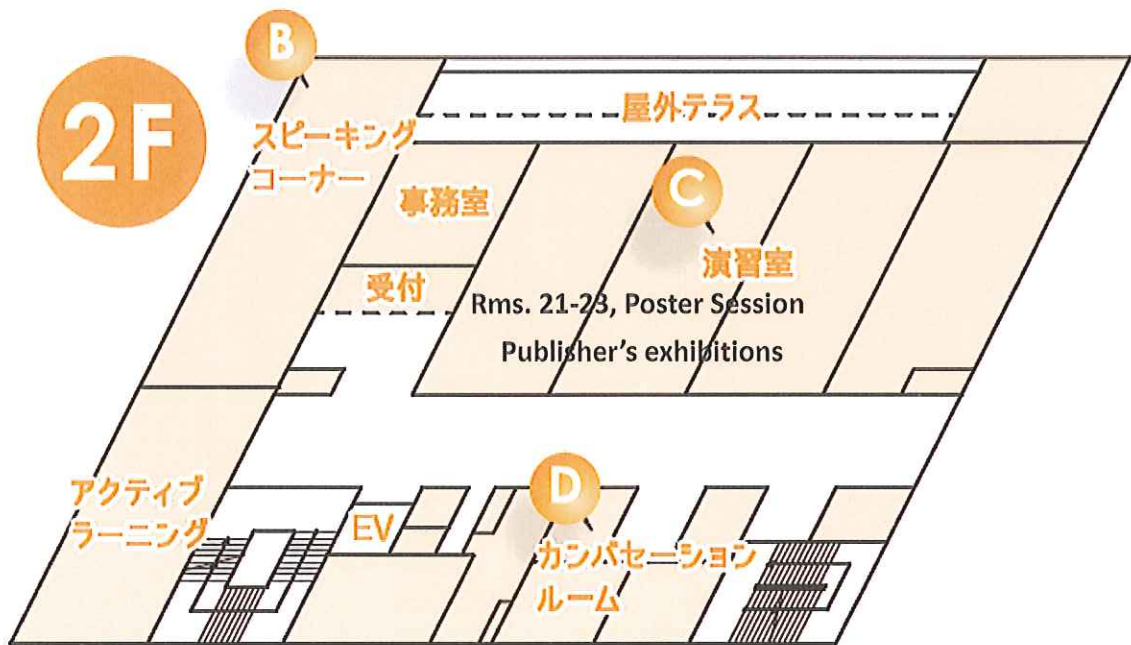 B
2F
屋外テラス
スピーキング
コーナー
C
事務室
演習室
受付
Rms. 21-23, Poster Session
Publisher's exhibitions
D
アクティブ
ラーニング
EV
カンバセーション
ルーム